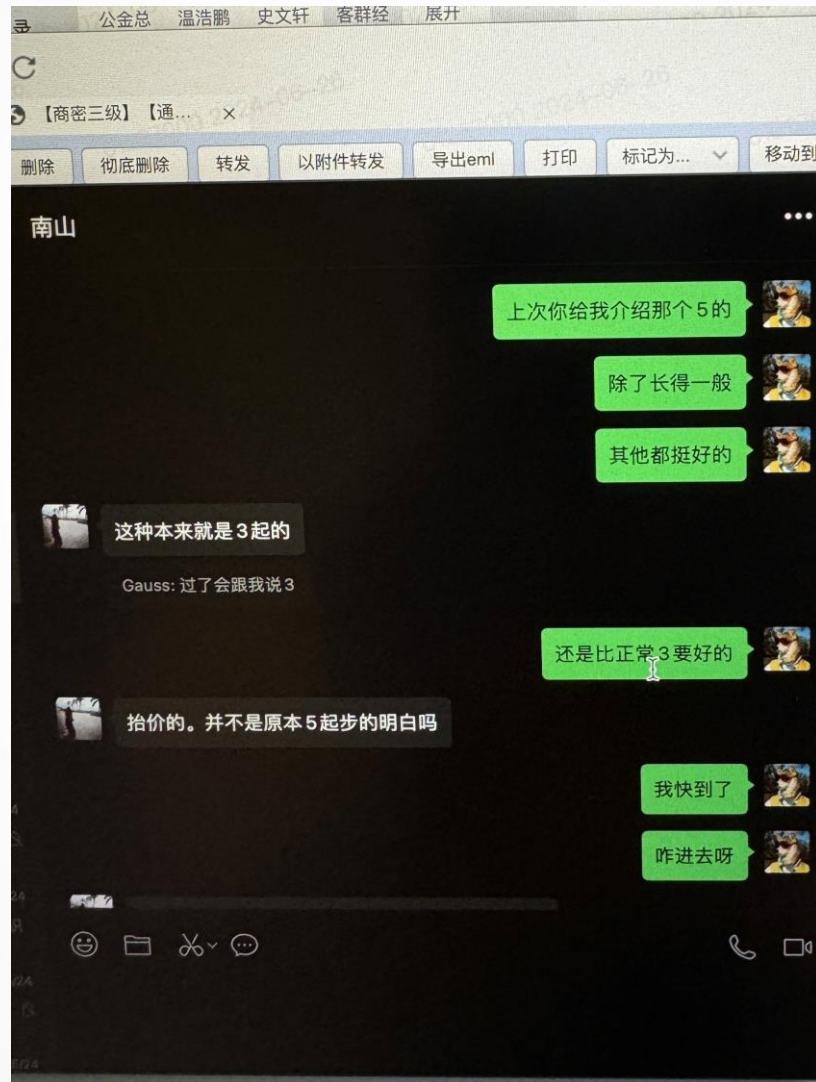 公金总 温浩鹏 史文轩 客群经 展开
【商密三级】【通... ×
删除 彻底删除 转发 以附件转发 导出eml 打印 标记为... 移动到
南山
上次你给我介绍那个5的
除了长得一般
其他都挺好的
这种本来就是3起的
Gauss: 过了会跟我说3
还是比正常3要好的
抬价的。并不是原本5起步的明白吗
我快到了
咋进去呀